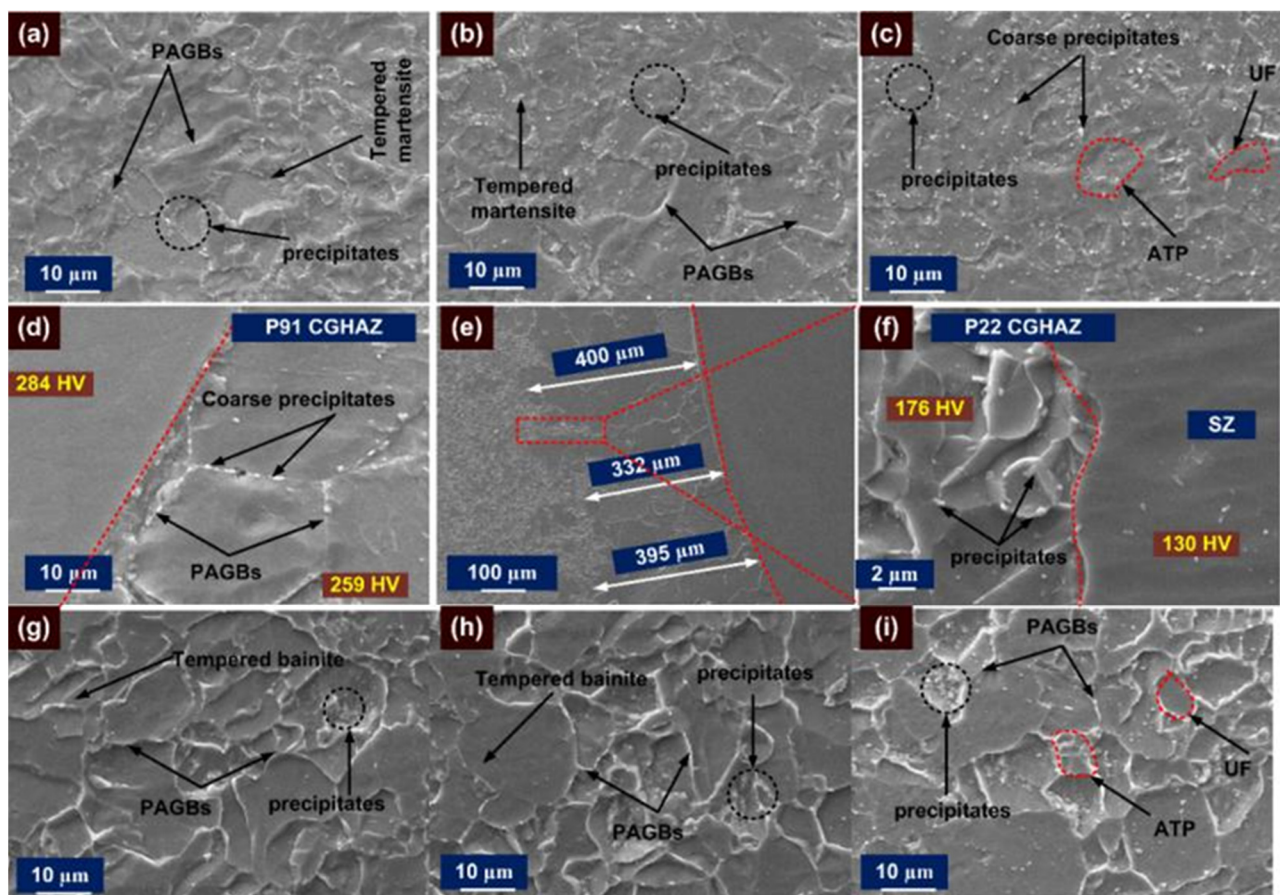 (a)
PAGBs
Tempered
martensite
precipitates
10 µm
(b)
precipitates
Tempered
martensite
PAGBs
10 µm
(c)
Coarse precipitates
UF
precipitates
ATP
10 µm
(d)
P91 CGHAZ
284 HV
Coarse precipitates
PAGBs
10 µm
259 HV
(e)
400 µm
332 µm
395 µm
100 µm
(f)
P22 CGHAZ
176 HV
SZ
precipitates
130 HV
2 µm
(g)
Tempered bainite
PAGBs
precipitates
10 µm
(h)
Tempered bainite
precipitates
PAGBs
10 µm
(i)
PAGBs
UF
precipitates
ATP
10 µm